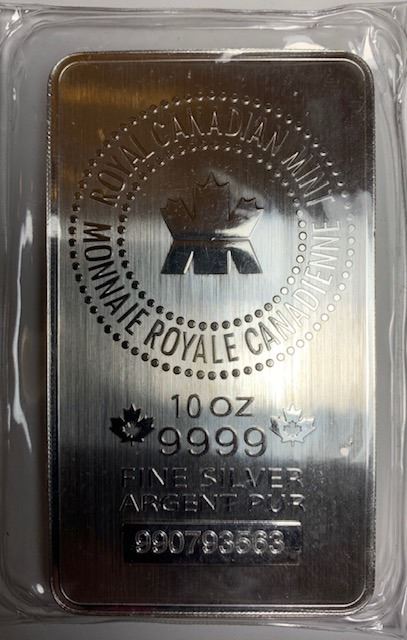 ROYAL CANADIAN MINT
MONNAIE ROYALE CANADIENNE
10 OZ
9999
FINE SILVER
ARGENT PUR
990793563